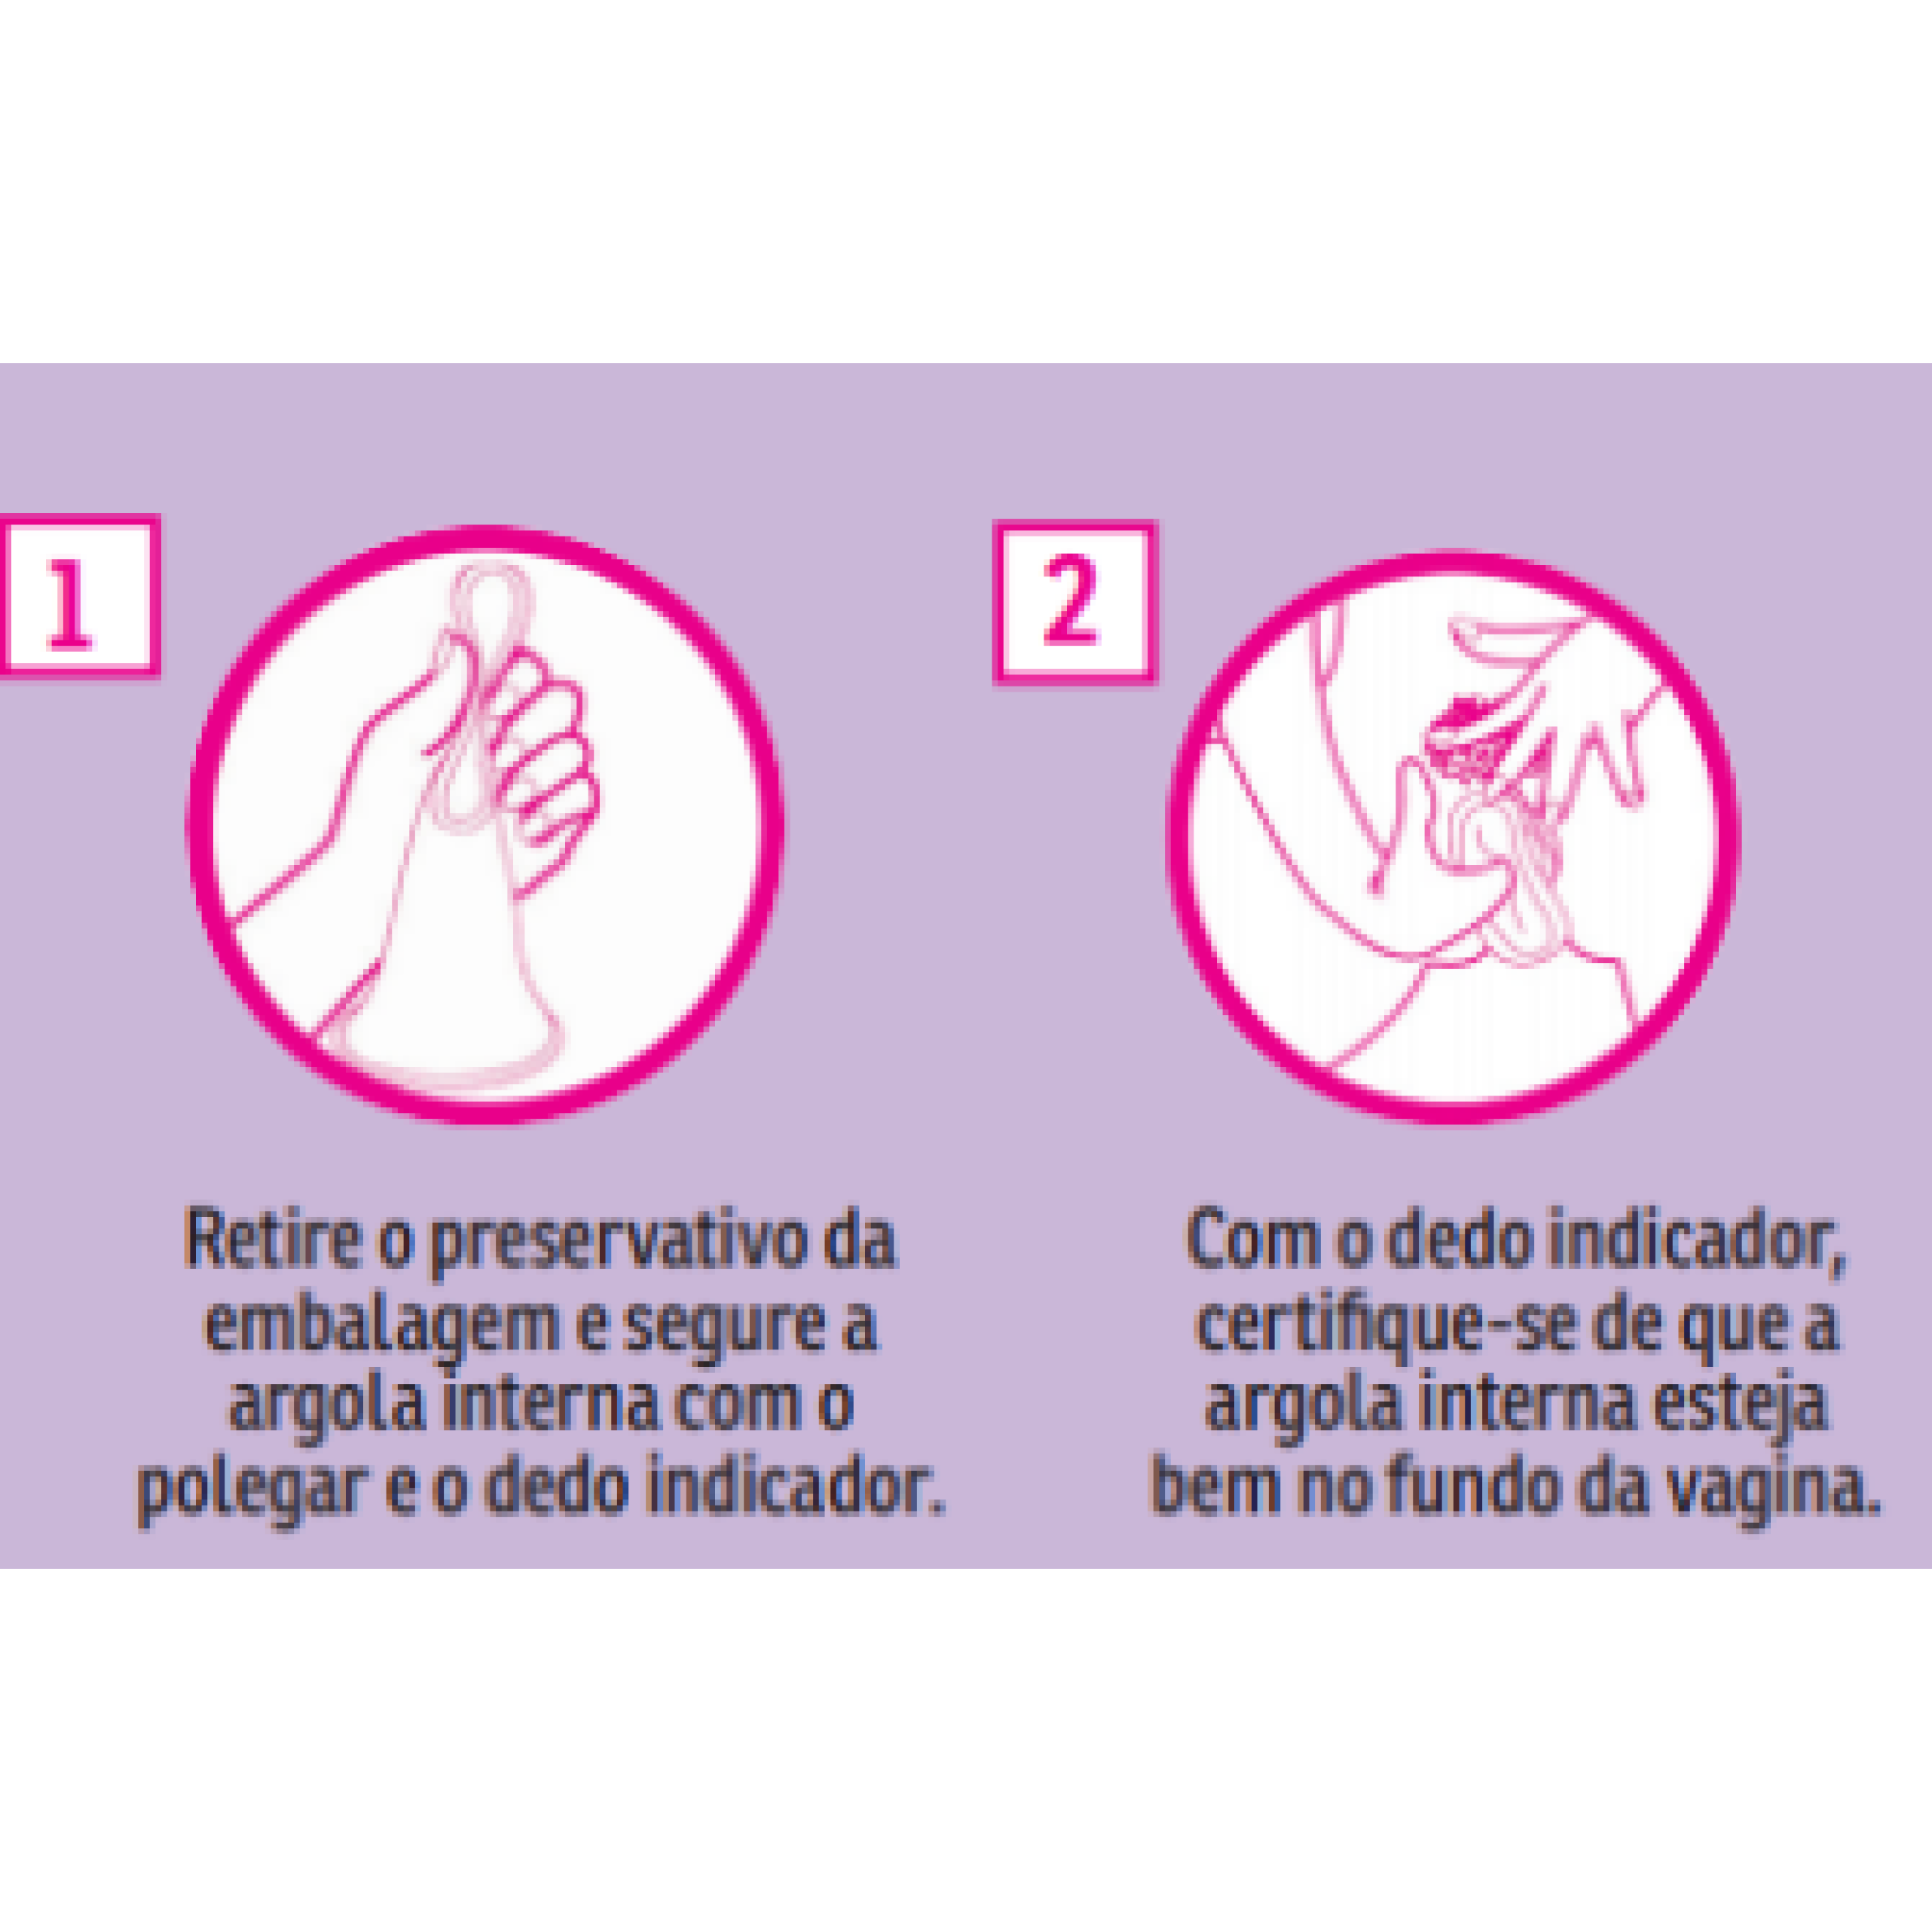 1
Retire o preservativo da
embalagem e segure a
argola interna com o
polegar e o dedo indicador.
2
Com o dedo indicador,
certifique-se de que a
argola interna esteja
bem no fundo da vagina.